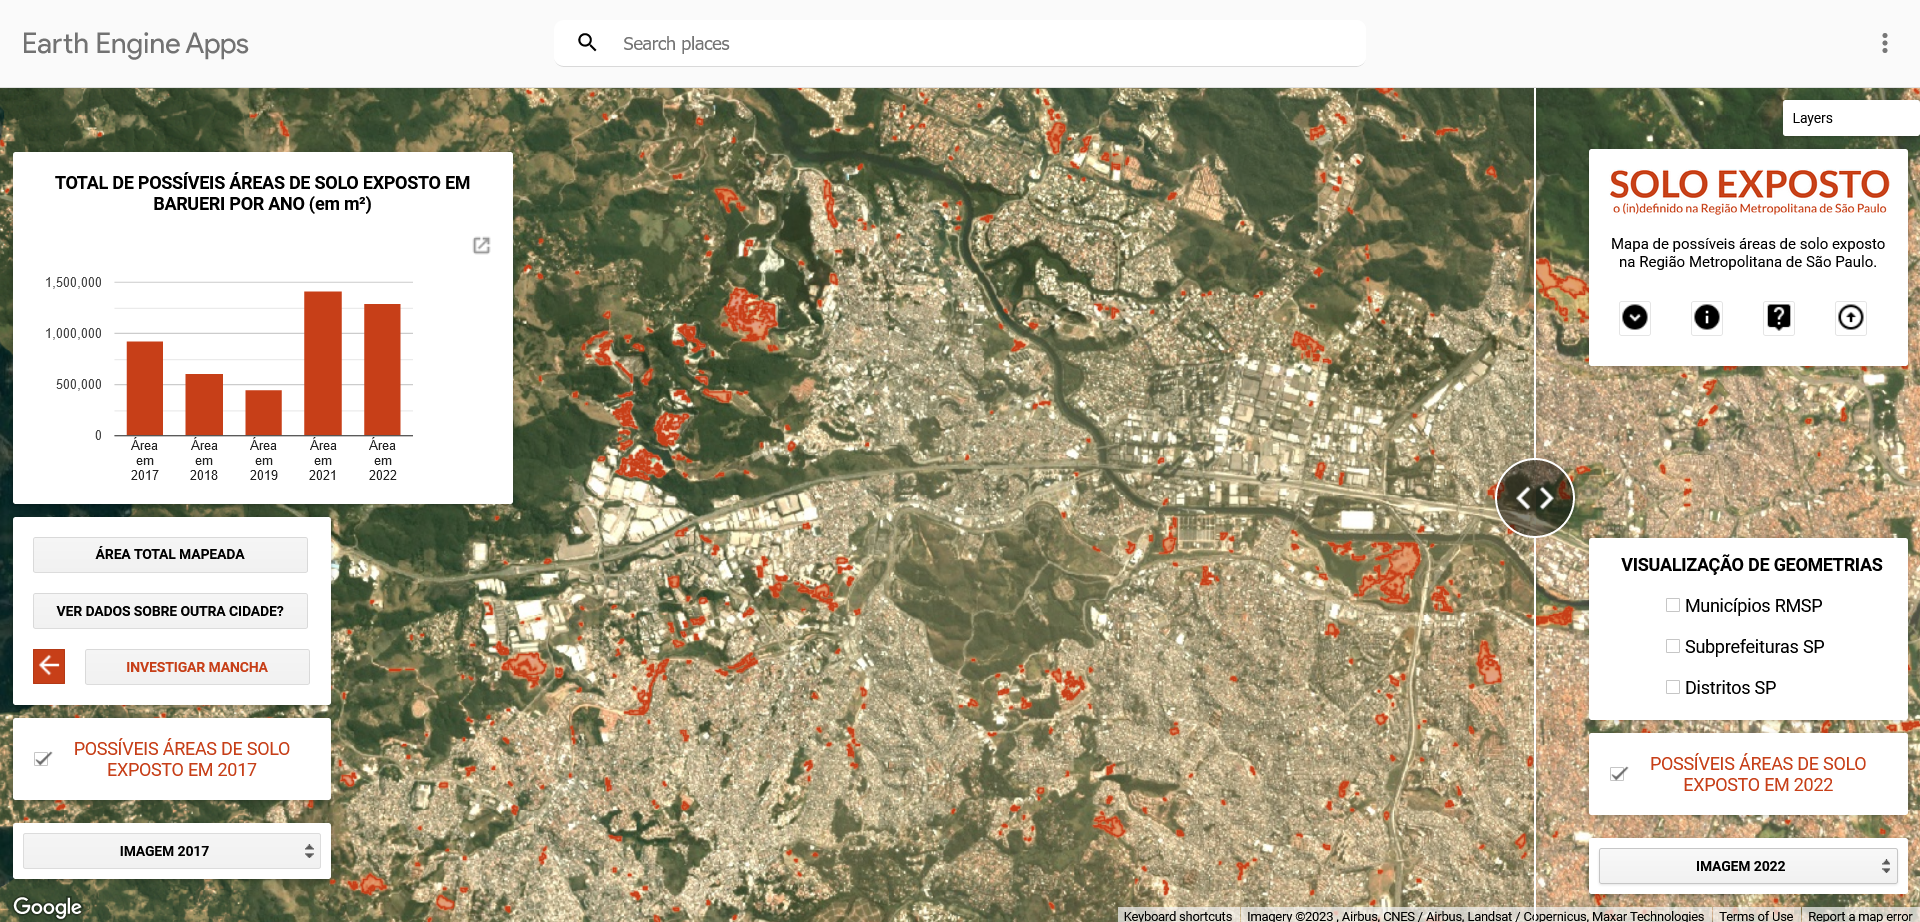 Earth Engine Apps
Search places
Layers
TOTAL DE POSSÍVEIS ÁREAS DE SOLO EXPOSTO EM
BARUERI POR ANO (em m²)
1,500,000
1,000,000
500,000
0
Área em 2017
Área em 2018
Área em 2019
Área em 2021
Área em 2022
ÁREA TOTAL MAPEADA
VER DADOS SOBRE OUTRA CIDADE?
INVESTIGAR MANCHA
POSSÍVEIS ÁREAS DE SOLO
EXPOSTO EM 2017
IMAGEM 2017
Google
SOLO EXPOSTO
o (in)definido na Região Metropolitana de São Paulo
Mapa de possíveis áreas de solo exposto
na Região Metropolitana de São Paulo.
VISUALIZAÇÃO DE GEOMETRIAS
Municípios RMSP
Subprefeituras SP
Distritos SP
POSSÍVEIS ÁREAS DE SOLO
EXPOSTO EM 2022
IMAGEM 2022
Keyboard shortcuts
Imagery ©2023 , Airbus, CNES / Airbus, Landsat / Copernicus, Maxar Technologies
Terms of Use
Report a map error